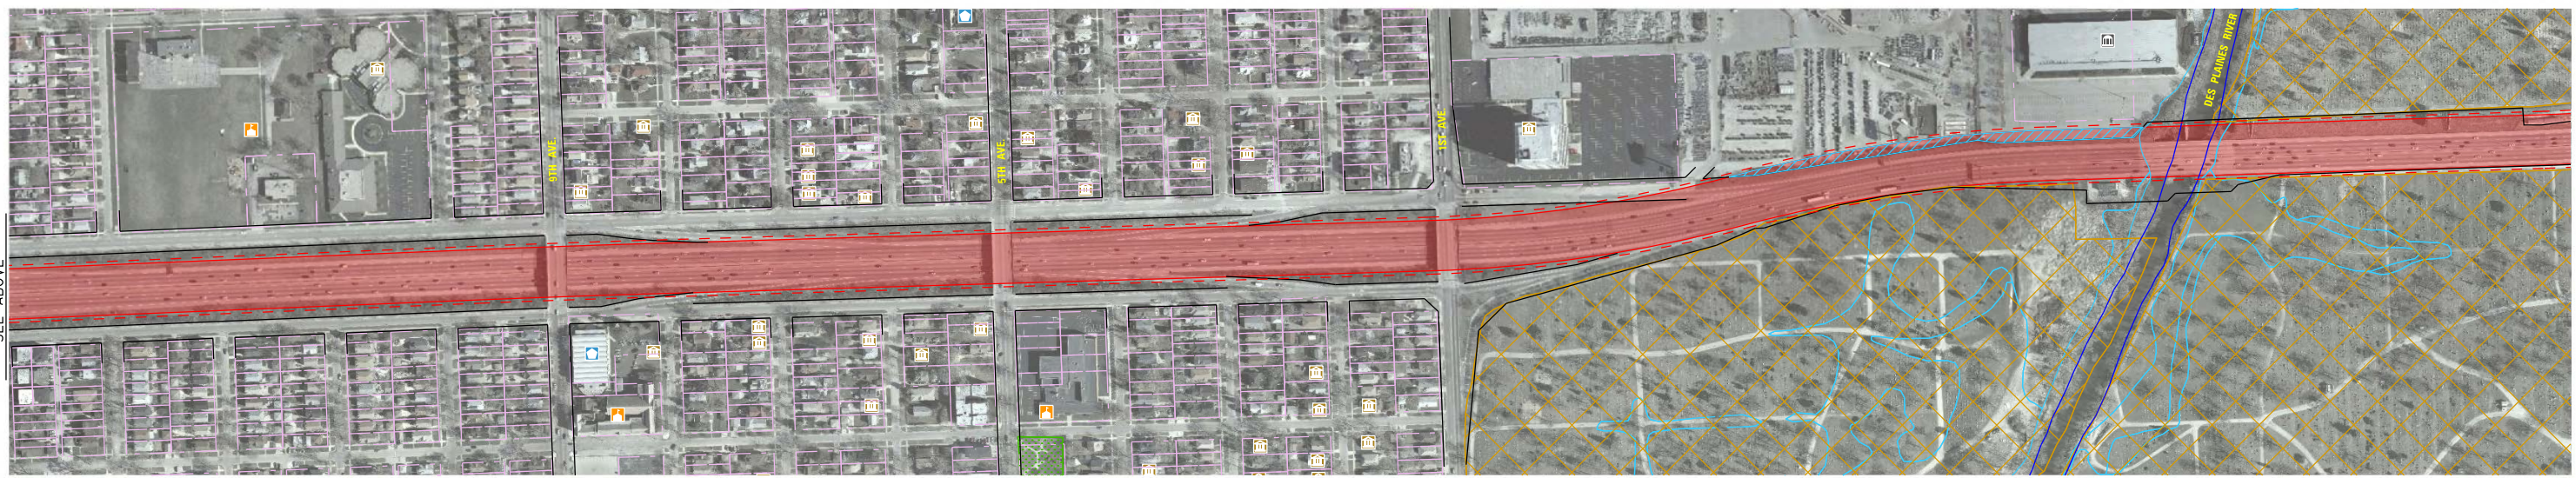 DES PLAINES RIVER
9TH AVE.
5TH AVE.
1ST AVE.
SEE ABOVE